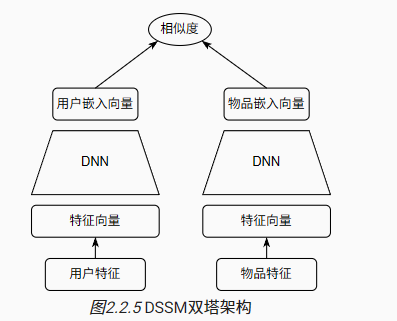 相似度
用户嵌入向量
物品嵌入向量
DNN
DNN
特征向量
特征向量
用户特征
物品特征
图2.2.5 DSSM双塔架构